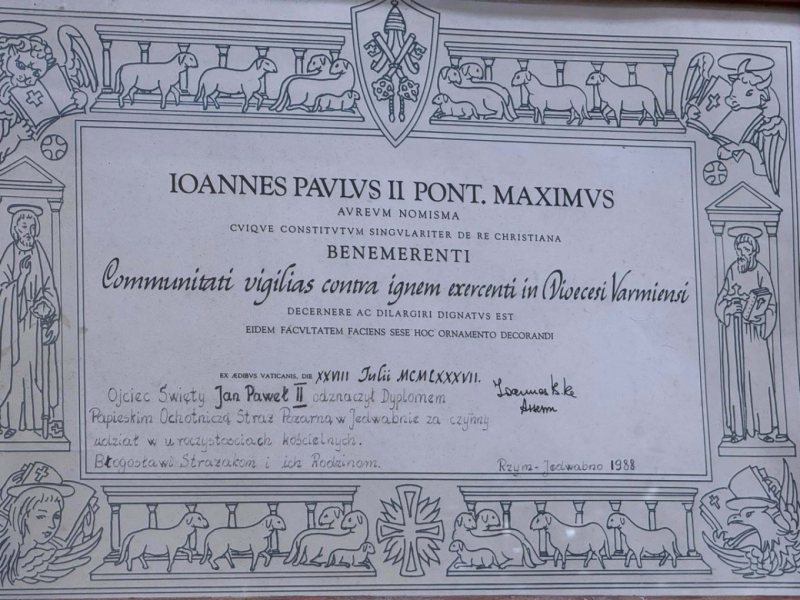 IOANNES PAVLVS II PONT. MAXIMVS
AVREVM NOMISMA
CVIQVE CONSTITVTVM SINGVLARITER DE RE CHRISTIANA
BENEMERENTI
Communitati vigilias contra ignem exercenti in Dioecesi Varmiensi
DECERNERE AC DILARGIRI DIGNATVS EST
EIDEM FACVLTATEM FACIENS SESE HOC ORNAMENTO DECORANDI
EX ÆDIBVS VATICANIS, DIE XXVIII Iulii MCMLXXXVII.
Ojciec Święty Jan Paweł II odznaczył Dyplomem
Papieskim Ochotniczą Straż Pożarną w Jedwabnie za czynny
udział w uroczystościach kościelnych.
Błogosławi Strażakom i ich Rodzinom.
Rzym-Jedwabno 1988